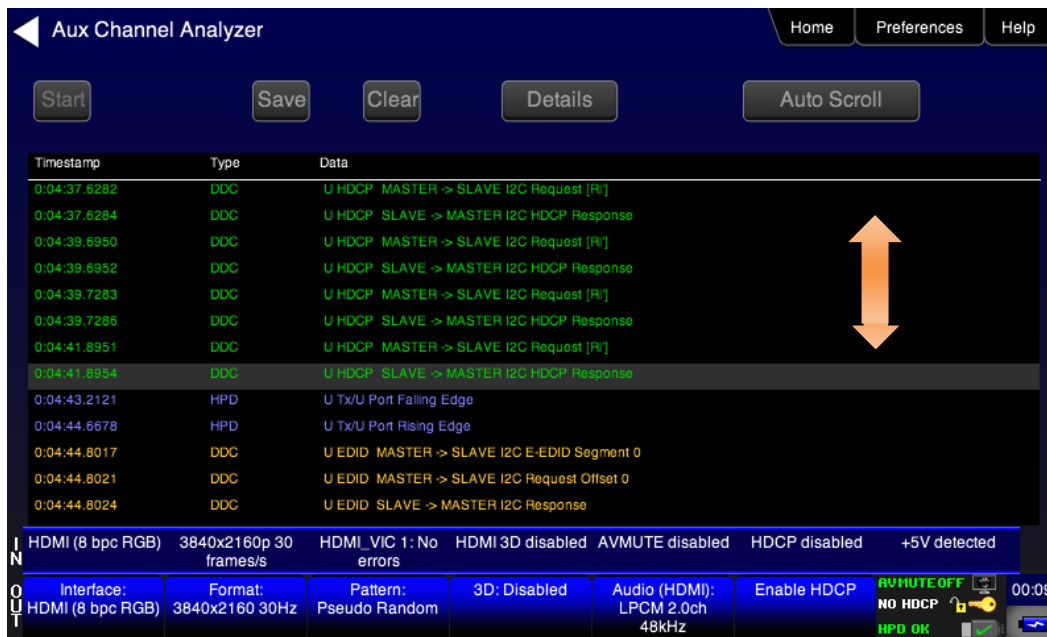 Aux Channel Analyzer
Home Preferences Help
Start Save Clear Details Auto Scroll
Timestamp Type Data
0:04:37.6282 DDC U HDCP MASTER -> SLAVE I2C Request [Ri']
0:04:37.6284 DDC U HDCP SLAVE -> MASTER I2C HDCP Response
0:04:39.6950 DDC U HDCP MASTER -> SLAVE I2C Request [Ri']
0:04:39.6952 DDC U HDCP SLAVE -> MASTER I2C HDCP Response
0:04:39.7283 DDC U HDCP MASTER -> SLAVE I2C Request [Ri']
0:04:39.7286 DDC U HDCP SLAVE -> MASTER I2C HDCP Response
0:04:41.8951 DDC U HDCP MASTER -> SLAVE I2C Request [Ri']
0:04:41.8954 DDC U HDCP SLAVE -> MASTER I2C HDCP Response
0:04:43.2121 HPD U Tx/U Port Falling Edge
0:04:44.6678 HPD U Tx/U Port Rising Edge
0:04:44.8017 DDC U EDID MASTER -> SLAVE I2C E-EDID Segment 0
0:04:44.8021 DDC U EDID MASTER -> SLAVE I2C Request Offset 0
0:04:44.8024 DDC U EDID SLAVE -> MASTER I2C Response
IN
HDMI (8 bpc RGB)
3840x2160p 30
frames/s
HDMI_VIC 1: No
errors
HDMI 3D disabled
AVMUTE disabled
HDCP disabled
+5V detected
OUT
Interface:
HDMI (8 bpc RGB)
Format:
3840x2160 30Hz
Pattern:
Pseudo Random
3D: Disabled
Audio (HDMI):
LPCM 2.0ch
48kHz
Enable HDCP
AVMUTE OFF
NO HDCP
HPD OK
00:09